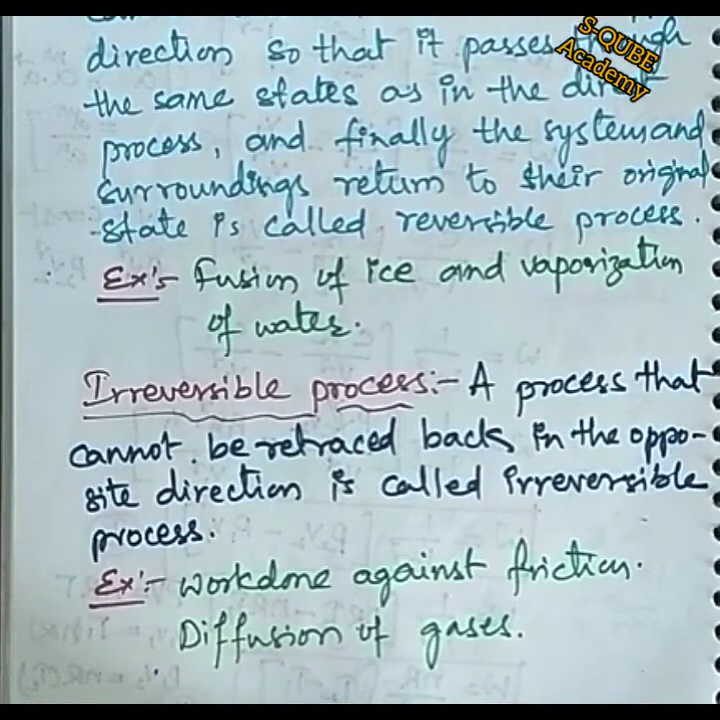 direction so that it passes through
the same states as in the direct
process, and finally the system and
surroundings return to their original
state is called reversible process.
Ex:- Fusion of ice and vaporization
of water.
Irreversible process:- A process that
cannot be retraced back in the oppo-
site direction is called irreversible
process.
Ex:- workdone against friction.
Diffusion of gases.
S-QUBE
Academy